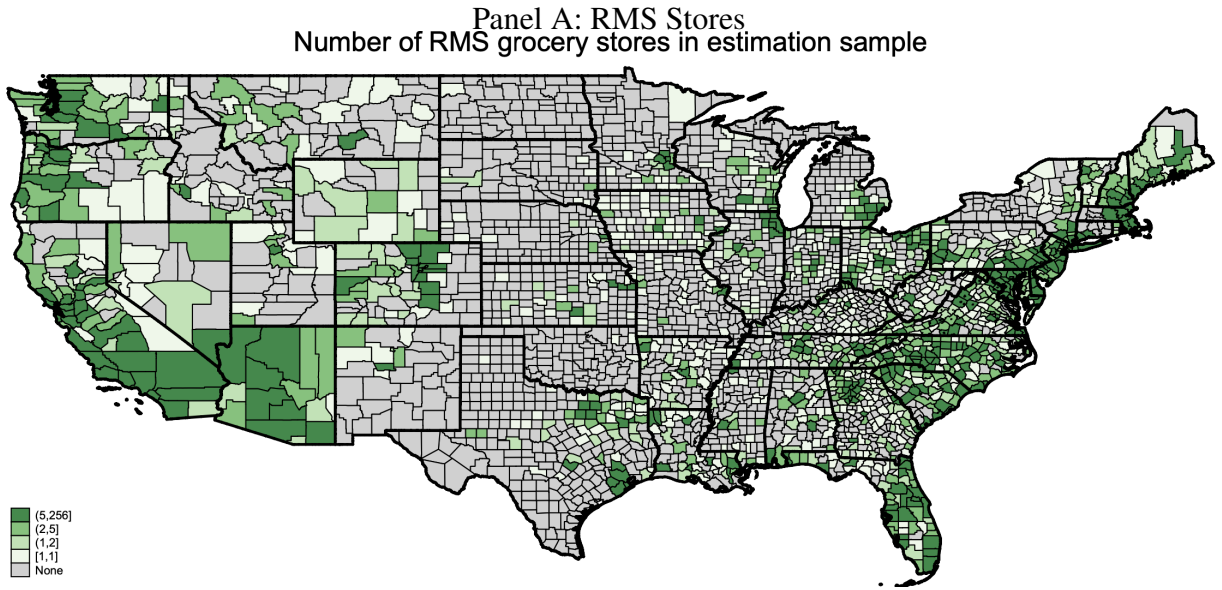 Panel A: RMS Stores
Number of RMS grocery stores in estimation sample
(5,256]
(2,5]
(1,2]
[1,1]
None